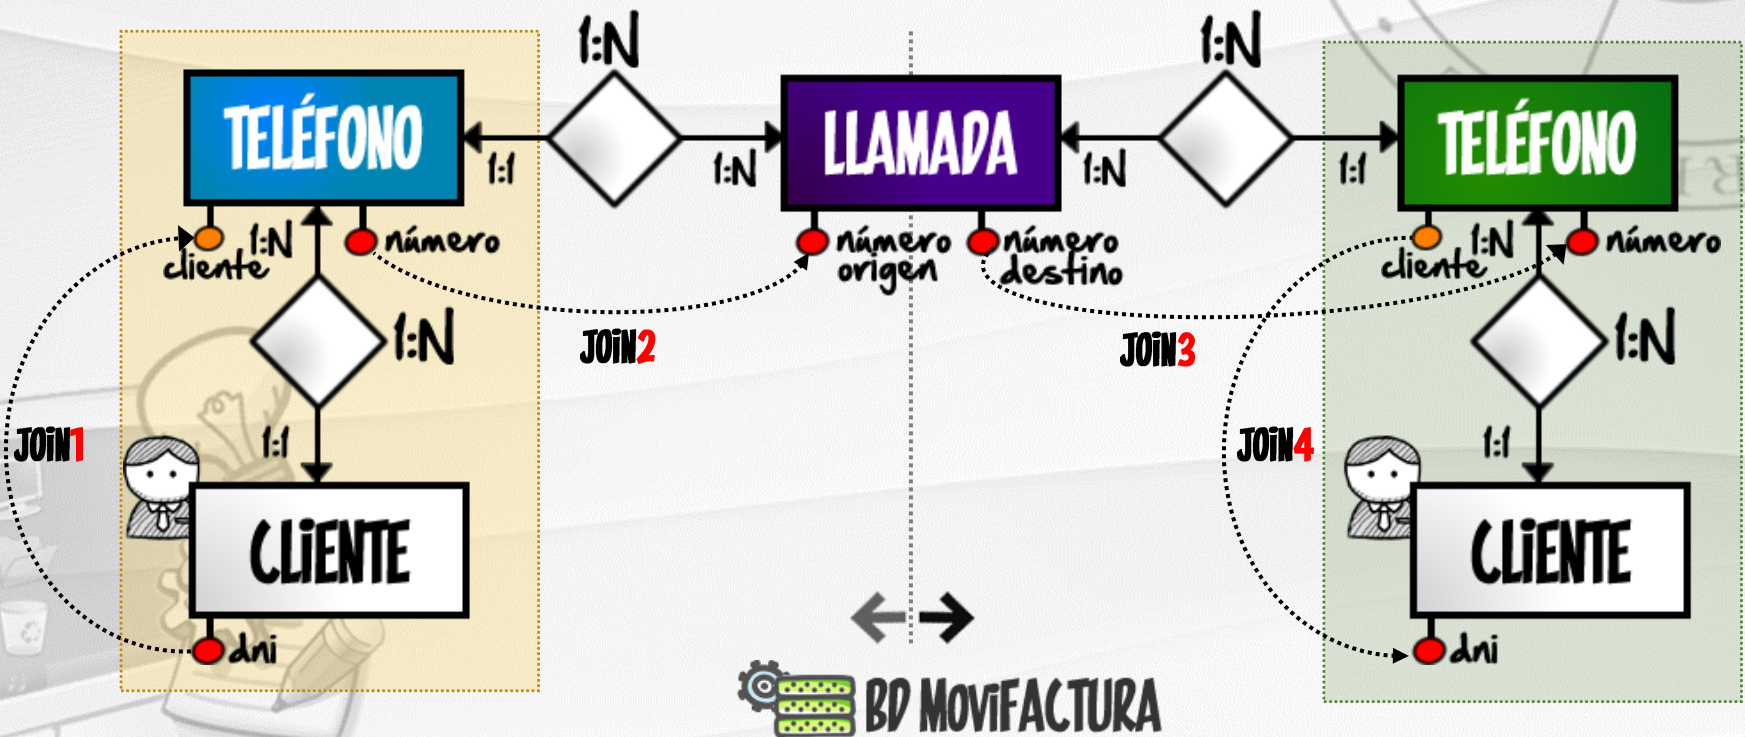 1:N
1:N
TELÉFONO
LLAMADA
TELÉFONO
1:1
1:N
1:N
1:1
cliente
1:N
número
número
origen
número
destino
cliente
1:N
número
1:N
JOiN2
JOiN3
1:N
JOiN1
1:1
JOiN4
1:1
CLiENTE
CLiENTE
dni
dni
BD MoViFACTURA